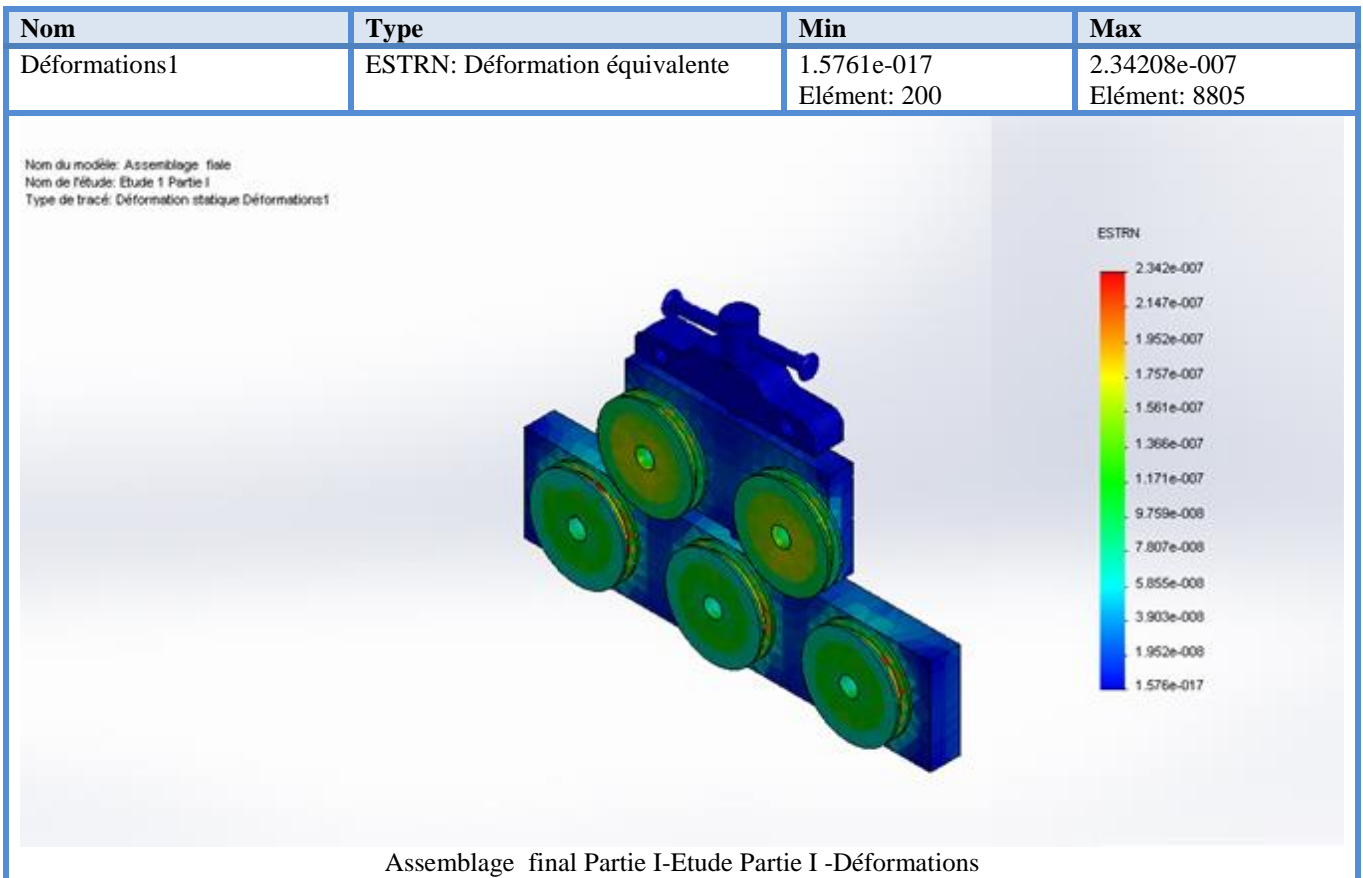 Nom Type Min Max
Déformations1 ESTRN: Déformation équivalente 1.5761e-017 2.34208e-007
Elément: 200 Elément: 8805
Nom du modèle: Assemblage fiale
Nom de l'étude: Etude 1 Partie I
Type de tracé: Déformation statique Déformations1
ESTRN
2.342e-007
2.147e-007
1.952e-007
1.757e-007
1.561e-007
1.366e-007
1.171e-007
9.759e-008
7.807e-008
5.855e-008
3.903e-008
1.952e-008
1.576e-017
Assemblage final Partie I-Etude Partie I -Déformations